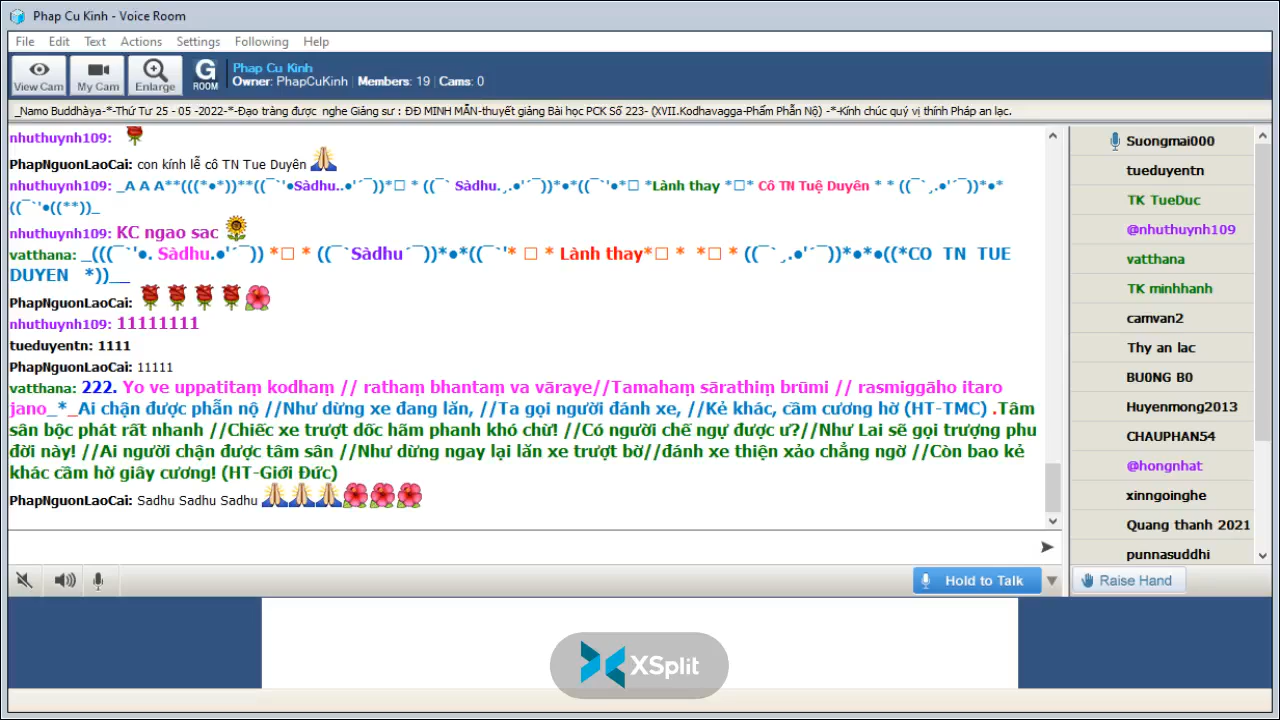 Phap Cu Kinh - Voice Room
File Edit Text Actions Settings Following Help
View Cam My Cam Enlarge G ROOM
Phap Cu Kinh
Owner: PhapCuKinh | Members: 19 | Cams: 0
_Namo Buddhàya-*-Thứ Tư 25 - 05 -2022-*-Đạo tràng được nghe Giảng sư : ĐĐ MINH MẪN-thuyết giảng Bài học PCK Số 223- (XVII.Kodhavagga-Phẩm Phẫn Nộ) -*-Kính chúc quý vị thính Pháp an lạc.
nhuthuynh109:
PhapNguonLaoCai: con kính lễ cô TN Tue Duyên
nhuthuynh109: _A A A**(((*●*))**((¯`'●Sàdhu..●'´¯))*□ * ((¯` Sàdhu.¸.●'´¯))*●*((¯`'●*□ *Lành thay *□* Cô TN Tuệ Duyên * * ((¯`¸.●'´¯))*●*
((¯`'●((**))_
nhuthuynh109: KC ngao sac
vatthana: _(((¯`'●. Sàdhu.●'´¯)) *□ * ((¯`Sàdhu´¯))*●*((¯`'* □ * Lành thay*□ * *□ * ((¯`¸.●'´¯))*●*●((*CO TN TUE
DUYEN *))__
PhapNguonLaoCai:
nhuthuynh109: 11111111
tueduyentn: 1111
PhapNguonLaoCai: 11111
vatthana: 222. Yo ve uppatitaṃ kodhaṃ // rathaṃ bhantaṃ va vāraye//Tamahaṃ sārathiṃ brūmi // rasmiggāho itaro
jano_*_Ai chận được phẫn nộ //Như dừng xe đang lăn, //Ta gọi người đánh xe, //Kẻ khác, cầm cương hờ (HT-TMC) .Tâm
sân bộc phát rất nhanh //Chiếc xe trượt dốc hãm phanh khó chừ! //Có người chế ngự được ư?//Như Lai sẽ gọi trượng phu
đời này! //Ai người chận được tâm sân //Như dừng ngay lại lăn xe trượt bờ//đánh xe thiện xảo chẳng ngờ //Còn bao kẻ
khác cầm hờ giây cương! (HT-Giới Đức)
PhapNguonLaoCai: Sadhu Sadhu Sadhu
Hold to Talk
Suongmai000
tueduyentn
TK TueDuc
@nhuthuynh109
vatthana
TK minhhanh
camvan2
Thy an lac
BU0NG B0
Huyenmong2013
CHAUPHAN54
@hongnhat
xinngoinghe
Quang thanh 2021
punnasuddhi
Raise Hand
XSplit